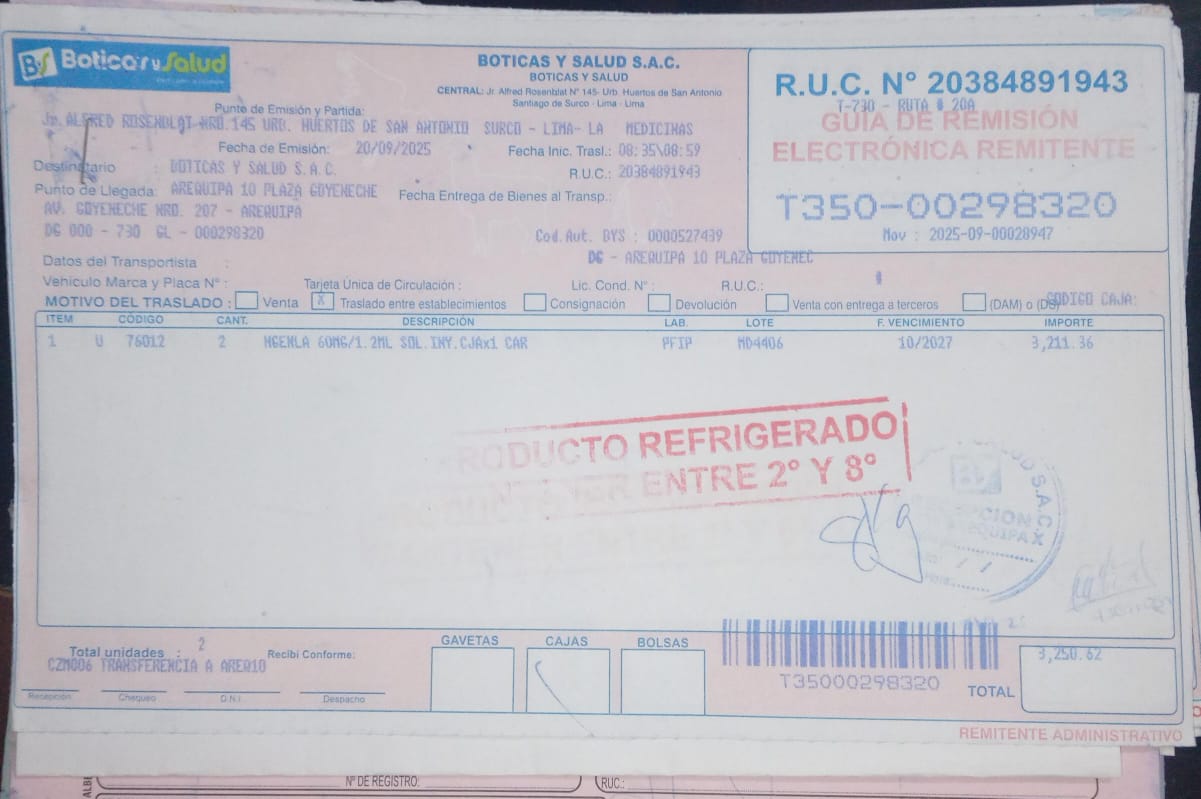 BS Boticas y Salud
BOTICAS Y SALUD S.A.C.
BOTICAS Y SALUD
CENTRAL: Jr. Alfred Rosenblat N° 145- Urb. Huertos de San Antonio
Santiago de Surco - Lima - Lima
R.U.C. N° 20384891943
T-730 - RUTA # 20A
GUÍA DE REMISIÓN
ELECTRÓNICA REMITENTE
T350-00298320
Mov : 2025-09-00028947
Punto de Emisión y Partida:
Jr. ALFRED ROSENBLAT NRO.145 URB. HUERTOS DE SAN ANTONIO SURCO - LIMA- LA MEDICINAS
Fecha de Emisión: 20/09/2025 Fecha Inic. Trasl.: 08:35\08:59
Destinatario : BOTICAS Y SALUD S.A.C. R.U.C.: 20384891943
Punto de Llegada: AREQUIPA 10 PLAZA GOYENECHE Fecha Entrega de Bienes al Transp.:
AV. GOYENECHE NRO. 207 - AREQUIPA
DG 000 - 730 GL - 000298320 Cod.Aut. BYS : 0000527439
DG - AREQUIPA 10 PLAZA GOYENEC
Datos del Transportista :
Vehículo Marca y Placa N° : Tarjeta Única de Circulación : Lic. Cond. N° : R.U.C.:
MOTIVO DEL TRASLADO : Venta X Traslado entre establecimientos Consignación Devolución Venta con entrega a terceros (DAM) o (DS) CODIGO CAJA:
ITEM CÓDIGO CANT. DESCRIPCIÓN LAB. LOTE F. VENCIMIENTO IMPORTE
1 U 76012 2 NGENLA 60MG/1.2ML SOL.INY.CJAx1 CAR PFIP MD4406 10/2027 3,211.36
PRODUCTO REFRIGERADO
MANTENER ENTRE 2° Y 8°
S.A.C.
RECEPCION
AREQUIPA X
Total unidades : 2 Recibí Conforme:
CZM006 TRANSFERENCIA A AREQ10
Recepción Chequeo D.N.I. Despacho
GAVETAS CAJAS BOLSAS
T35000298320
TOTAL 3,250.62
REMITENTE ADMINISTRATIVO
N° DE REGISTRO: RUC.: